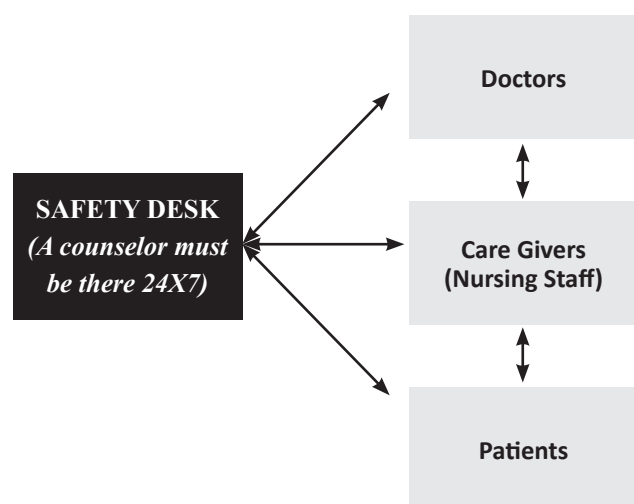 Doctors
SAFETY DESK
(A counselor must
be there 24X7)
Care Givers
(Nursing Staff)
Patients